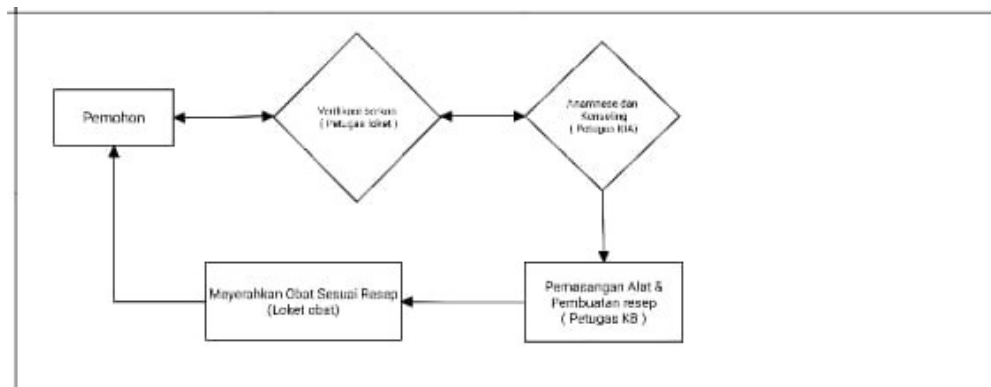 Pemohon
Verifikasi berkas
( Petugas loket )
Anamnese dan
Konseling
( Petugas KIA)
Meyerahkan Obat Sesuai Resep
(Loket obat)
Pemasangan Alat &
Pembuatan resep
( Petugas KB )